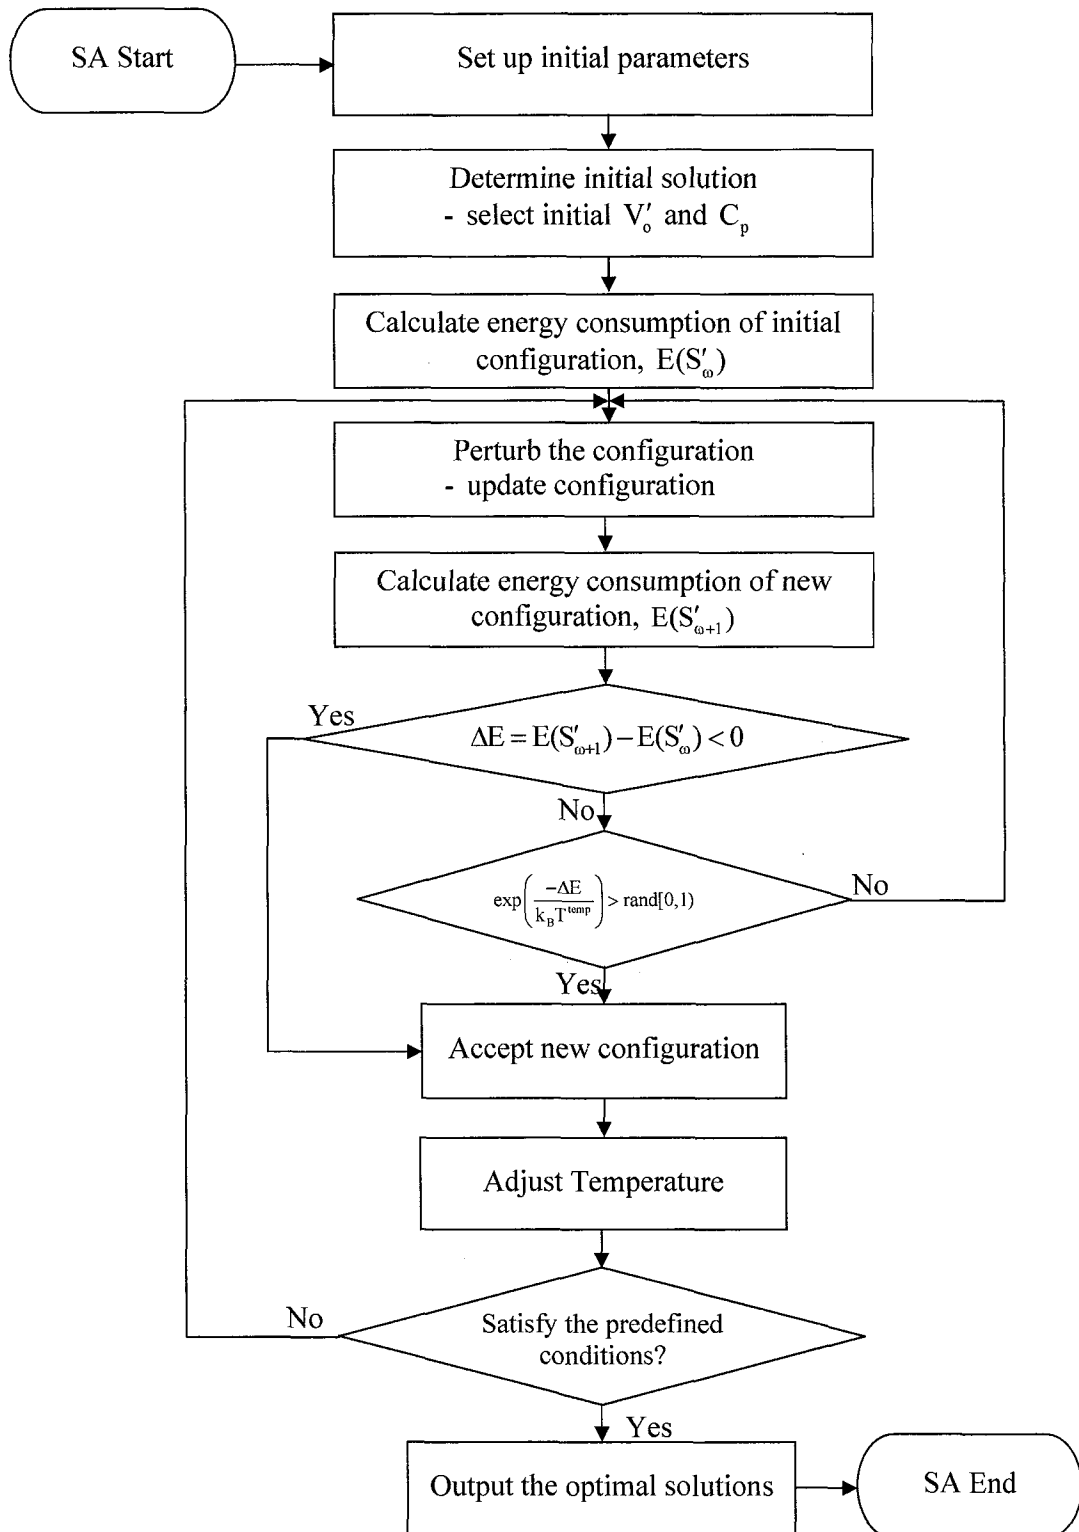 SA Start
Set up initial parameters
Determine initial solution
- select initial V′ₒ and Cₚ
Calculate energy consumption of initial
configuration, E(S′_ω)
Perturb the configuration
- update configuration
Calculate energy consumption of new
configuration, E(S′_{ω+1})
Yes
ΔE = E(S′_{ω+1}) − E(S′_ω) < 0
No
exp(−ΔE / k_B T^{temp}) > rand[0,1)
No
Yes
Accept new configuration
Adjust Temperature
No
Satisfy the predefined
conditions?
Yes
Output the optimal solutions
SA End